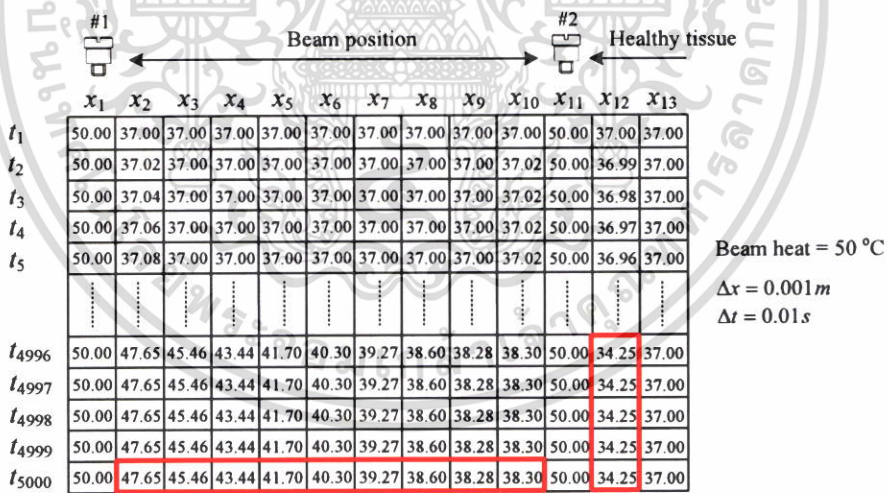 #1 #2
Beam position Healthy tissue
x1 x2 x3 x4 x5 x6 x7 x8 x9 x10 x11 x12 x13
t1 50.00 37.00 37.00 37.00 37.00 37.00 37.00 37.00 37.00 37.00 50.00 37.00 37.00
t2 50.00 37.02 37.00 37.00 37.00 37.00 37.00 37.00 37.00 37.02 50.00 36.99 37.00
t3 50.00 37.04 37.00 37.00 37.00 37.00 37.00 37.00 37.00 37.02 50.00 36.98 37.00
t4 50.00 37.06 37.00 37.00 37.00 37.00 37.00 37.00 37.00 37.02 50.00 36.97 37.00
t5 50.00 37.08 37.00 37.00 37.00 37.00 37.00 37.00 37.00 37.02 50.00 36.96 37.00
Beam heat = 50 °C
Δx = 0.001m
Δt = 0.01s
t4996 50.00 47.65 45.46 43.44 41.70 40.30 39.27 38.60 38.28 38.30 50.00 34.25 37.00
t4997 50.00 47.65 45.46 43.44 41.70 40.30 39.27 38.60 38.28 38.30 50.00 34.25 37.00
t4998 50.00 47.65 45.46 43.44 41.70 40.30 39.27 38.60 38.28 38.30 50.00 34.25 37.00
t4999 50.00 47.65 45.46 43.44 41.70 40.30 39.27 38.60 38.28 38.30 50.00 34.25 37.00
t5000 50.00 47.65 45.46 43.44 41.70 40.30 39.27 38.60 38.28 38.30 50.00 34.25 37.00